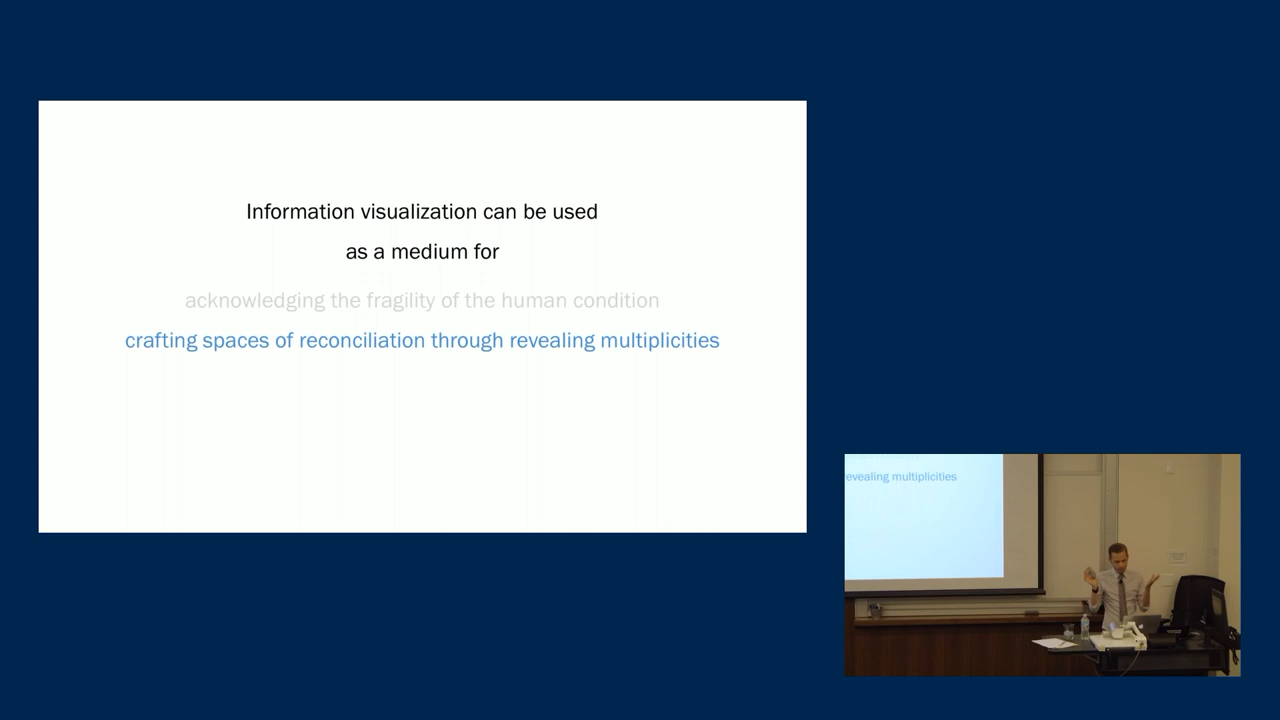 Information visualization can be used
as a medium for
acknowledging the fragility of the human condition
crafting spaces of reconciliation through revealing multiplicities
evealing multiplicities